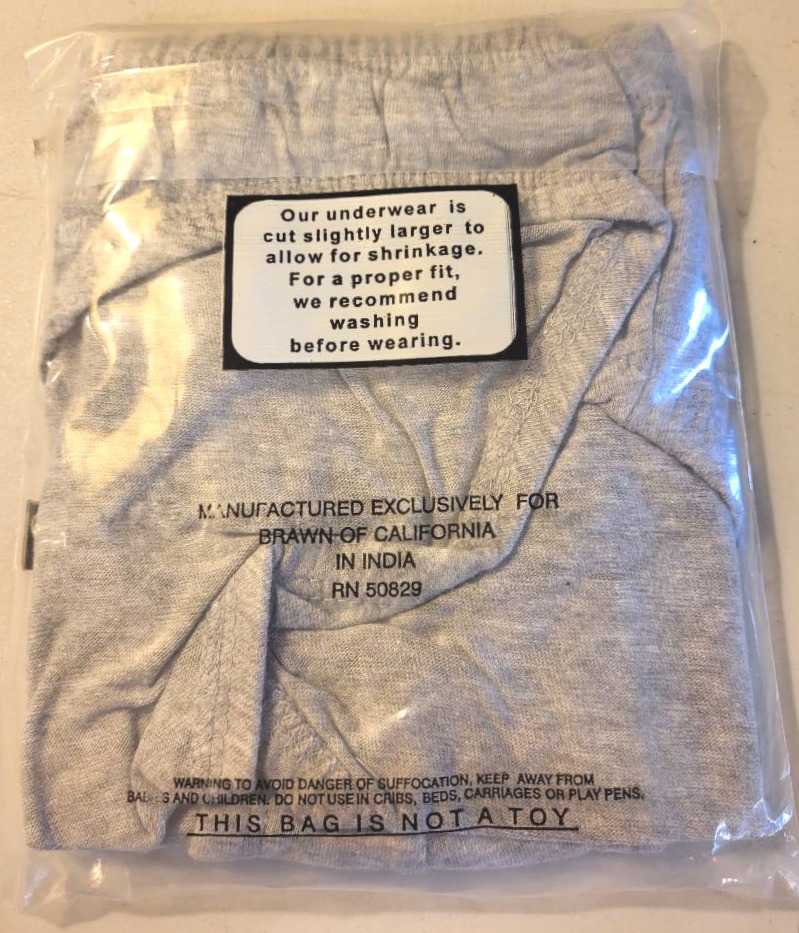 Our underwear is
cut slightly larger to
allow for shrinkage.
For a proper fit,
we recommend
washing
before wearing.
MANUFACTURED EXCLUSIVELY FOR
BRAWN OF CALIFORNIA
IN INDIA
RN 50829
WARNING TO AVOID DANGER OF SUFFOCATION, KEEP AWAY FROM
BABIES AND CHILDREN. DO NOT USE IN CRIBS, BEDS, CARRIAGES OR PLAY PENS.
THIS BAG IS NOT A TOY